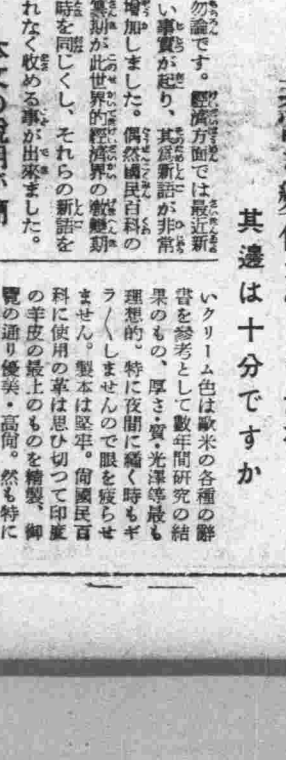 其邊は十分ですか
勿論です。經濟方面では最近新
い事實が起り、其爲新語が非常
増加しました。偶然國民百科の
纂期が此世界的經濟界の激變期
時を同じくし、それらの新語を
れなく收める事が出來ました。
いクリーム色は歐米の各種の辭
書を參考として數年間研究の結
果のもの、厚さ・質・光澤等最も
理想的。特に夜間に繙く時もギ
ラ〱しませんので眼を疲らせ
ません。製本は堅牢。尙國民百
科に使用の革は思ひ切つて印度
の羊皮の最上のものを精製、御
覽の通り優美・高尙。然も特に